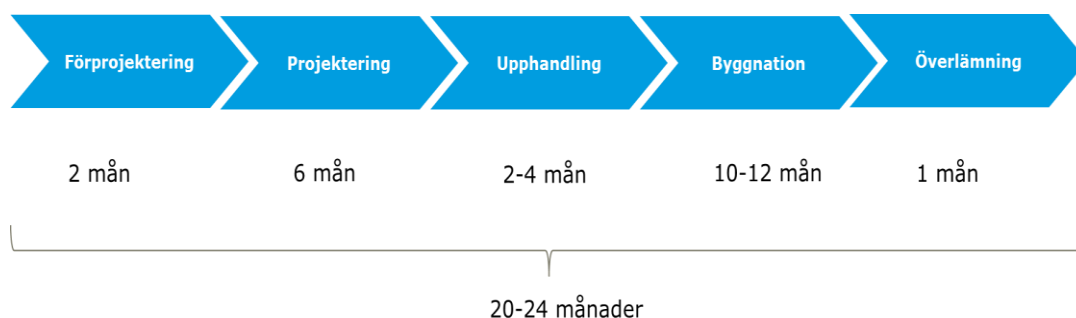 Förprojektering
Projektering
Upphandling
Byggnation
Överlämning
2 mån
6 mån
2-4 mån
10-12 mån
1 mån
20-24 månader